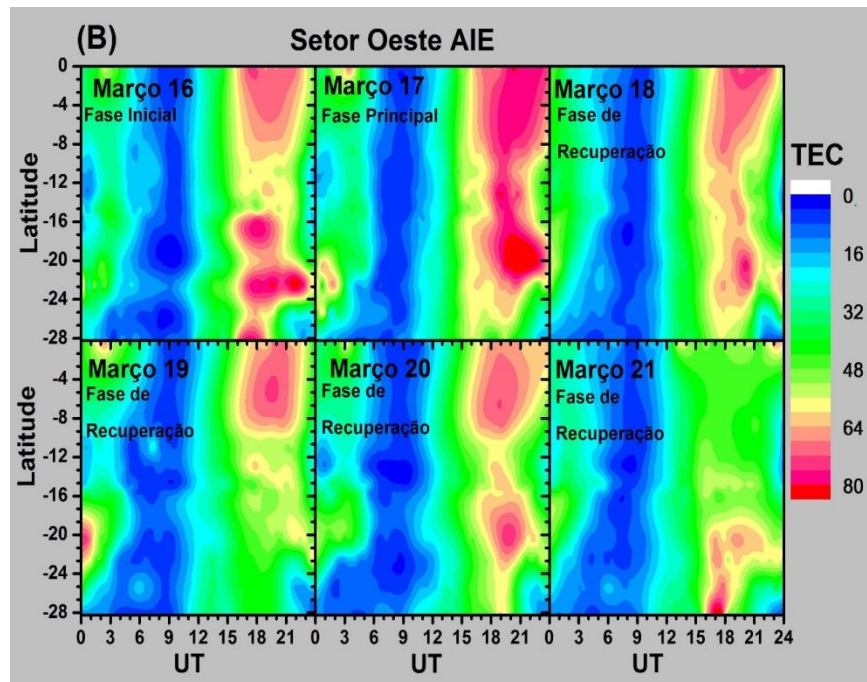 (B)
Setor Oeste AIE
Março 16
Fase Inicial
Março 17
Fase Principal
Março 18
Fase de
Recuperação
Latitude
0
-4
-8
-12
-16
-20
-24
-28
TEC
0
16
32
48
64
80
Março 19
Fase de
Recuperação
Março 20
Fase de
Recuperação
Março 21
Fase de
Recuperação
Latitude
-4
-8
-12
-16
-20
-24
-28
0 3 6 9 12 15 18 21 0 3 6 9 12 15 18 21 0 3 6 9 12 15 18 21 24
UT UT UT